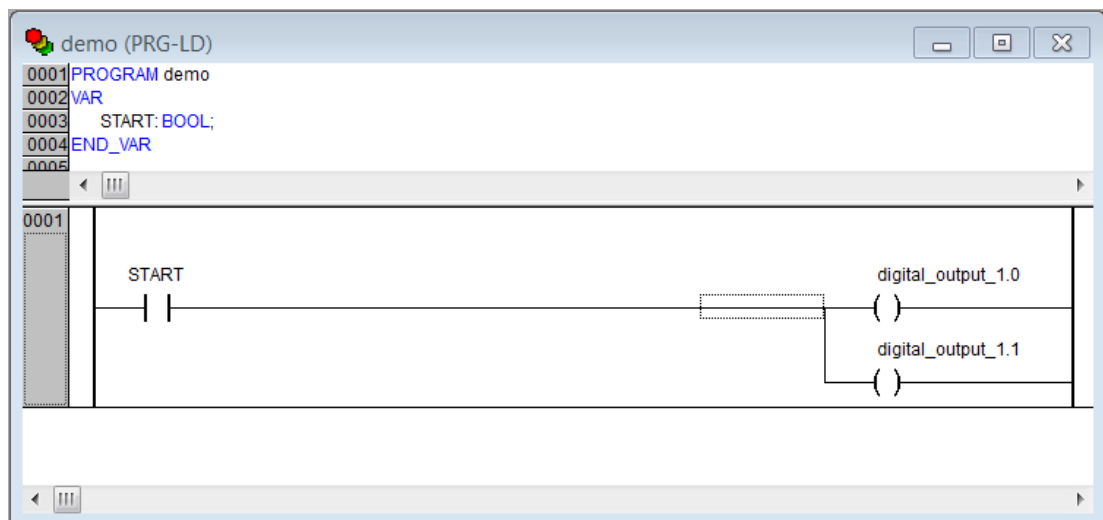 demo (PRG-LD)
0001 PROGRAM demo
0002 VAR
0003 START: BOOL;
0004 END_VAR
0005
0001
START
digital_output_1.0
digital_output_1.1